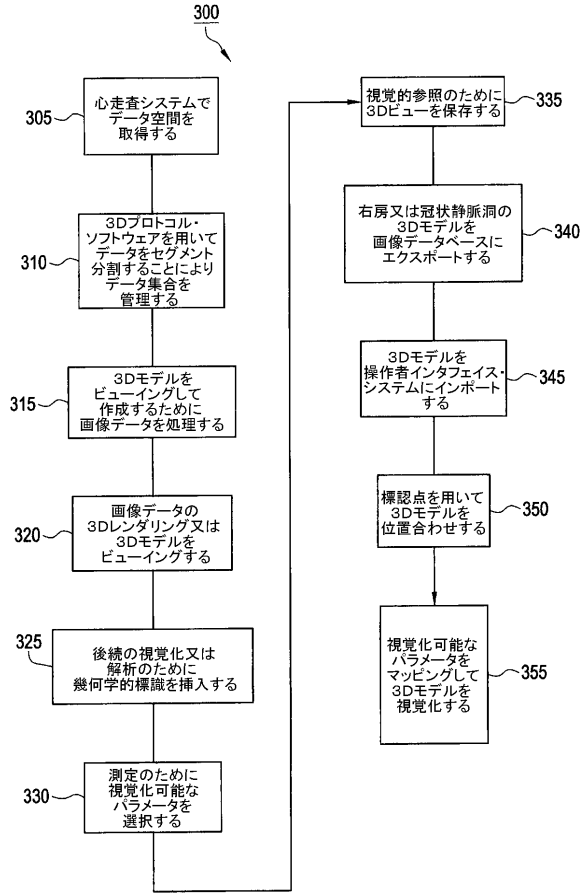 300
305
心走査システムで
データ空間を
取得する
310
3Dプロトコル・
ソフトウェアを用いて
データをセグメント
分割することにより
データ集合を
管理する
315
3Dモデルを
ビューイングして
作成するために
画像データを処理する
320
画像データの
3Dレンダリング又は
3Dモデルを
ビューイングする
325
後続の視覚化又は
解析のために
幾何学的標識を挿入する
330
測定のために
視覚化可能な
パラメータを
選択する
視覚的参照のために
3Dビューを保存する
335
右房又は冠状静脈洞の
3Dモデルを
画像データベースに
エクスポートする
340
3Dモデルを
操作者インタフェイス・
システムにインポート
する
345
標認点を用いて
3Dモデルを
位置合わせする
350
視覚化可能な
パラメータを
マッピングして
3Dモデルを
視覚化する
355